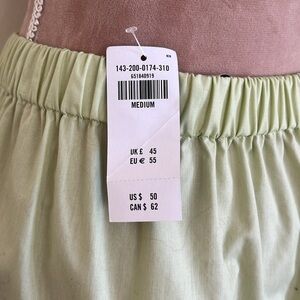 143-200-0174-310
651840919
MEDIUM
UK £ 45
EU € 55
US $ 50
CAN $ 62